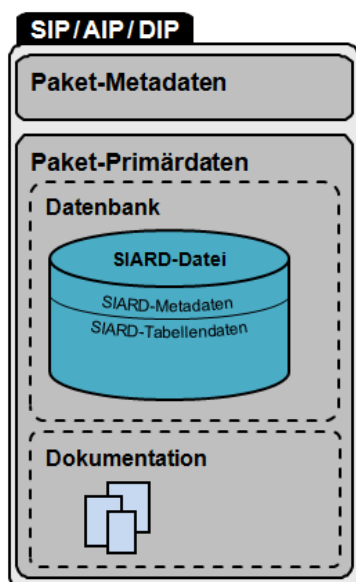 SIP/AIP/DIP
Paket-Metadaten
Paket-Primärdaten
Datenbank
SIARD-Datei
SIARD-Metadaten
SIARD-Tabellendaten
Dokumentation